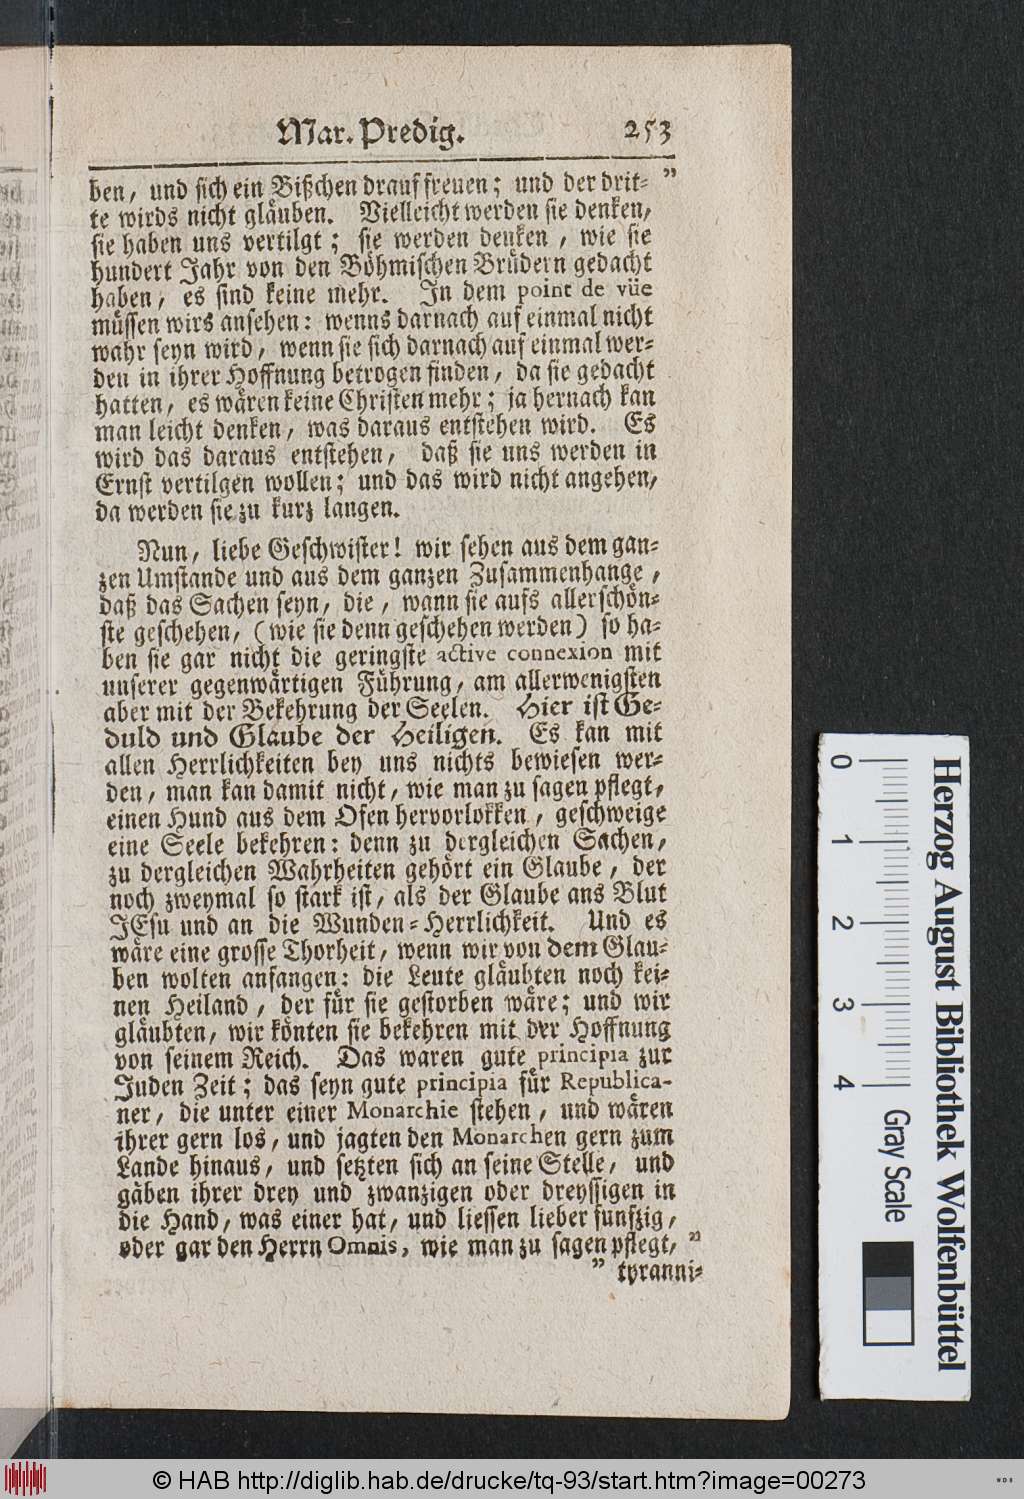 Mar. Predig. 253
ben, und sich ein Bißchen drauf freuen; und der drit= "
te wirds nicht gläuben. Vielleicht werden sie denken,
sie haben uns vertilgt; sie werden denken, wie sie
hundert Jahr von den Böhmischen Brüdern gedacht
haben, es sind keine mehr. In dem point de vüe
müssen wirs ansehen: wenns darnach auf einmal nicht
wahr seyn wird, wenn sie sich darnach auf einmal wer=
den in ihrer Hoffnung betrogen finden, da sie gedacht
hatten, es wären keine Christen mehr; ja hernach kan
man leicht denken, was daraus entstehen wird. Es
wird das daraus entstehen, daß sie uns werden in
Ernst vertilgen wollen; und das wird nicht angehen,
da werden sie zu kurz langen.
Nun, liebe Geschwister! wir sehen aus dem gan=
zen Umstande und aus dem ganzen Zusammenhange,
daß das Sachen seyn, die, wann sie aufs allerschön=
ste geschehen, (wie sie denn geschehen werden) so ha=
ben sie gar nicht die geringste active connexion mit
unserer gegenwärtigen Führung, am allerwenigsten
aber mit der Bekehrung der Seelen. Hier ist Ge=
duld und Glaube der Heiligen. Es kan mit
allen Herrlichkeiten bey uns nichts bewiesen wer=
den, man kan damit nicht, wie man zu sagen pflegt,
einen Hund aus dem Ofen hervorlokken, geschweige
eine Seele bekehren: denn zu dergleichen Sachen,
zu dergleichen Wahrheiten gehört ein Glaube, der
noch zweymal so stark ist, als der Glaube ans Blut
JEsu und an die Wunden=Herrlichkeit. Und es
wäre eine grosse Thorheit, wenn wir von dem Glau=
ben wolten anfangen: die Leute gläubten noch kei=
nen Heiland, der für sie gestorben wäre; und wir
gläubten, wir könten sie bekehren mit der Hoffnung
von seinem Reich. Das waren gute principia zur
Juden Zeit; das seyn gute principia für Republica-
ner, die unter einer Monarchie stehen, und wären
ihrer gern los, und jagten den Monarchen gern zum
Lande hinaus, und setzten sich an seine Stelle, und
gäben ihrer drey und zwanzigen oder dreyssigen in
die Hand, was einer hat, und liessen lieber funfzig,
oder gar den Herrn Omnis, wie man zu sagen pflegt, "
" tyranni=
0 1 2 3 4
Herzog August Bibliothek Wolfenbüttel
Gray Scale
© HAB http://diglib.hab.de/drucke/tq-93/start.htm?image=00273